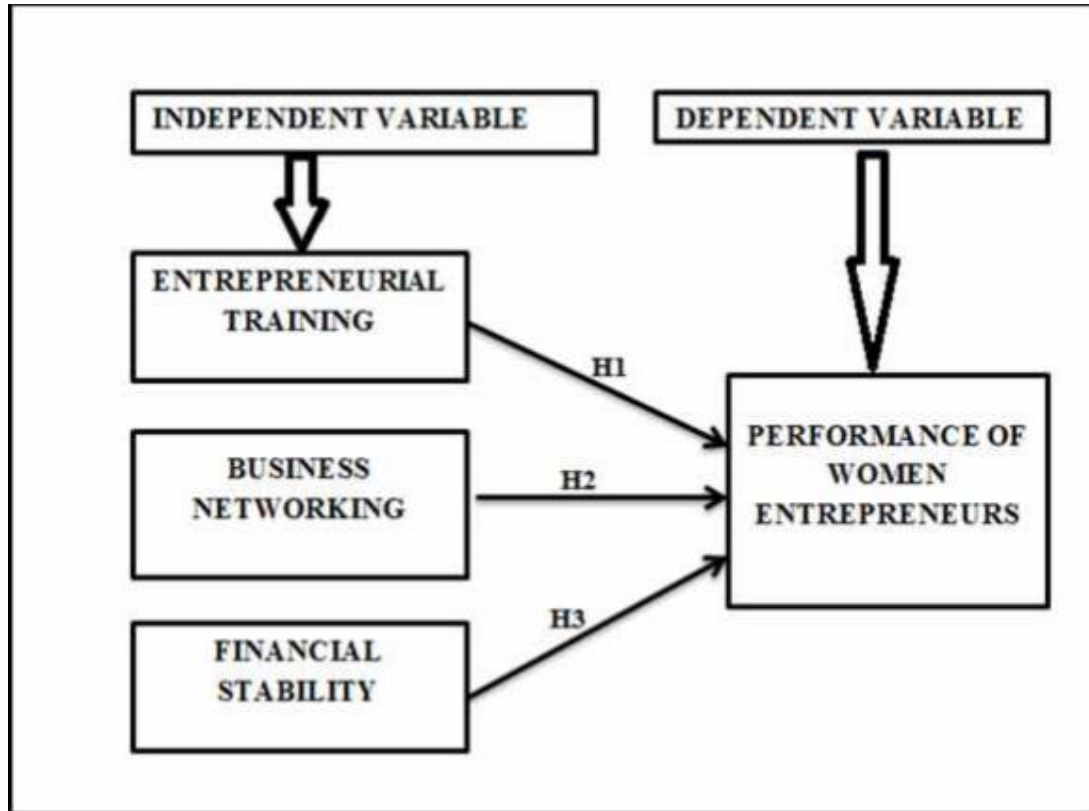 INDEPENDENT VARIABLE
DEPENDENT VARIABLE
ENTREPRENEURIAL
TRAINING
H1
BUSINESS
NETWORKING
H2
PERFORMANCE OF
WOMEN
ENTREPRENEURS
H3
FINANCIAL
STABILITY